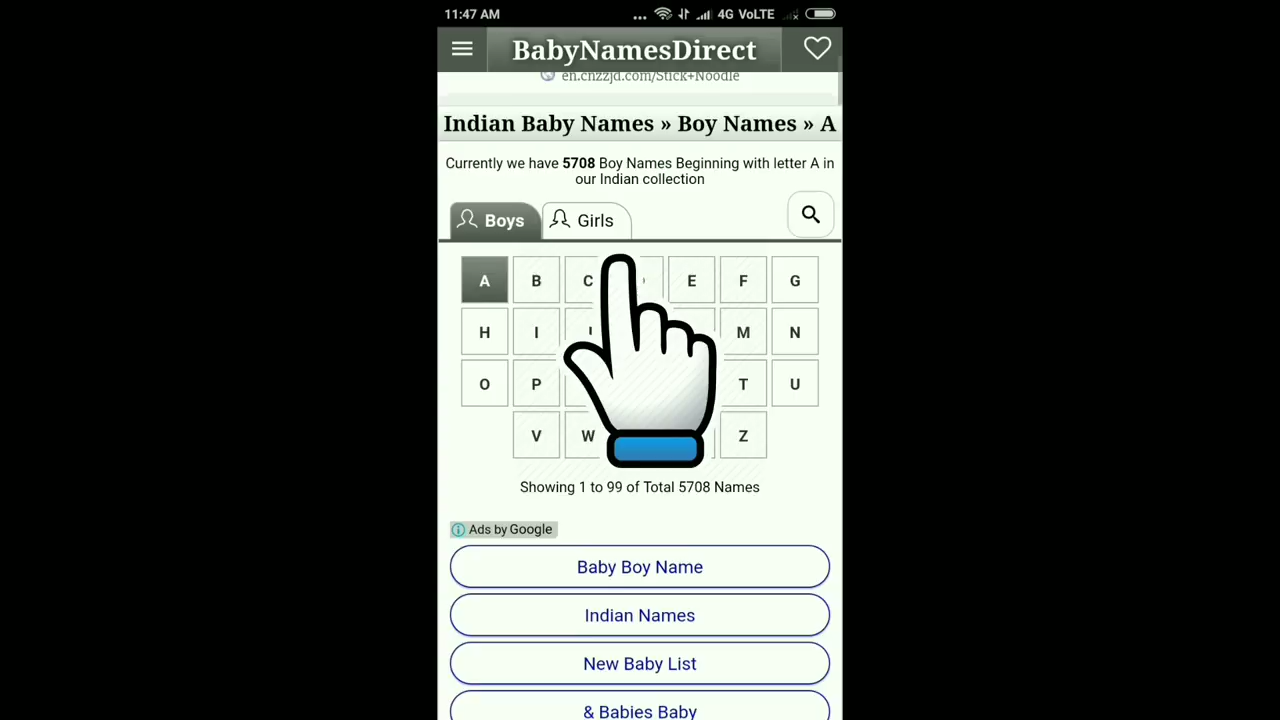 11:47 AM ... 4G VoLTE
BabyNamesDirect
en.cnzzjd.com/Stick+Noodle
Indian Baby Names » Boy Names » A
Currently we have 5708 Boy Names Beginning with letter A in
our Indian collection
Boys Girls
A B C E F G
H I M N
O P T U
V W Z
Showing 1 to 99 of Total 5708 Names
Ads by Google
Baby Boy Name
Indian Names
New Baby List
& Babies Baby